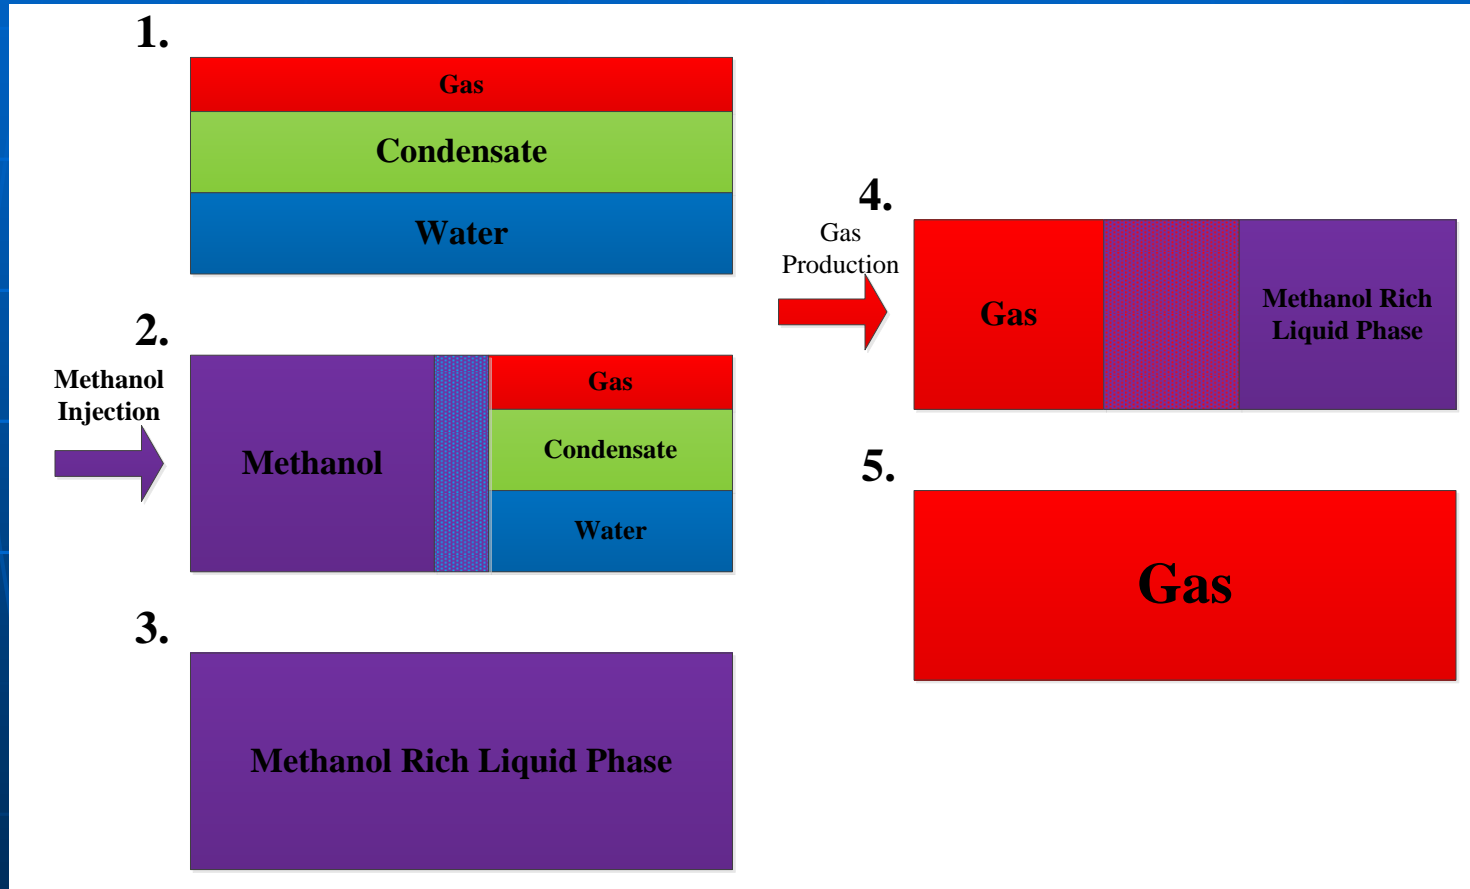 1.
Gas
Condensate
Water
2.
Methanol
Injection
Methanol
Gas
Condensate
Water
3.
Methanol Rich Liquid Phase
4.
Gas
Production
Gas
Methanol Rich
Liquid Phase
5.
Gas